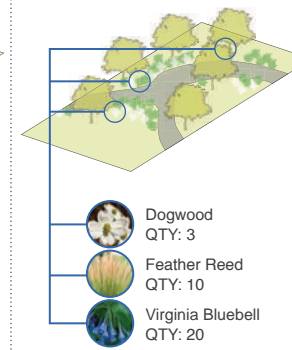 Dogwood
QTY: 3
Feather Reed
QTY: 10
Virginia Bluebell
QTY: 20